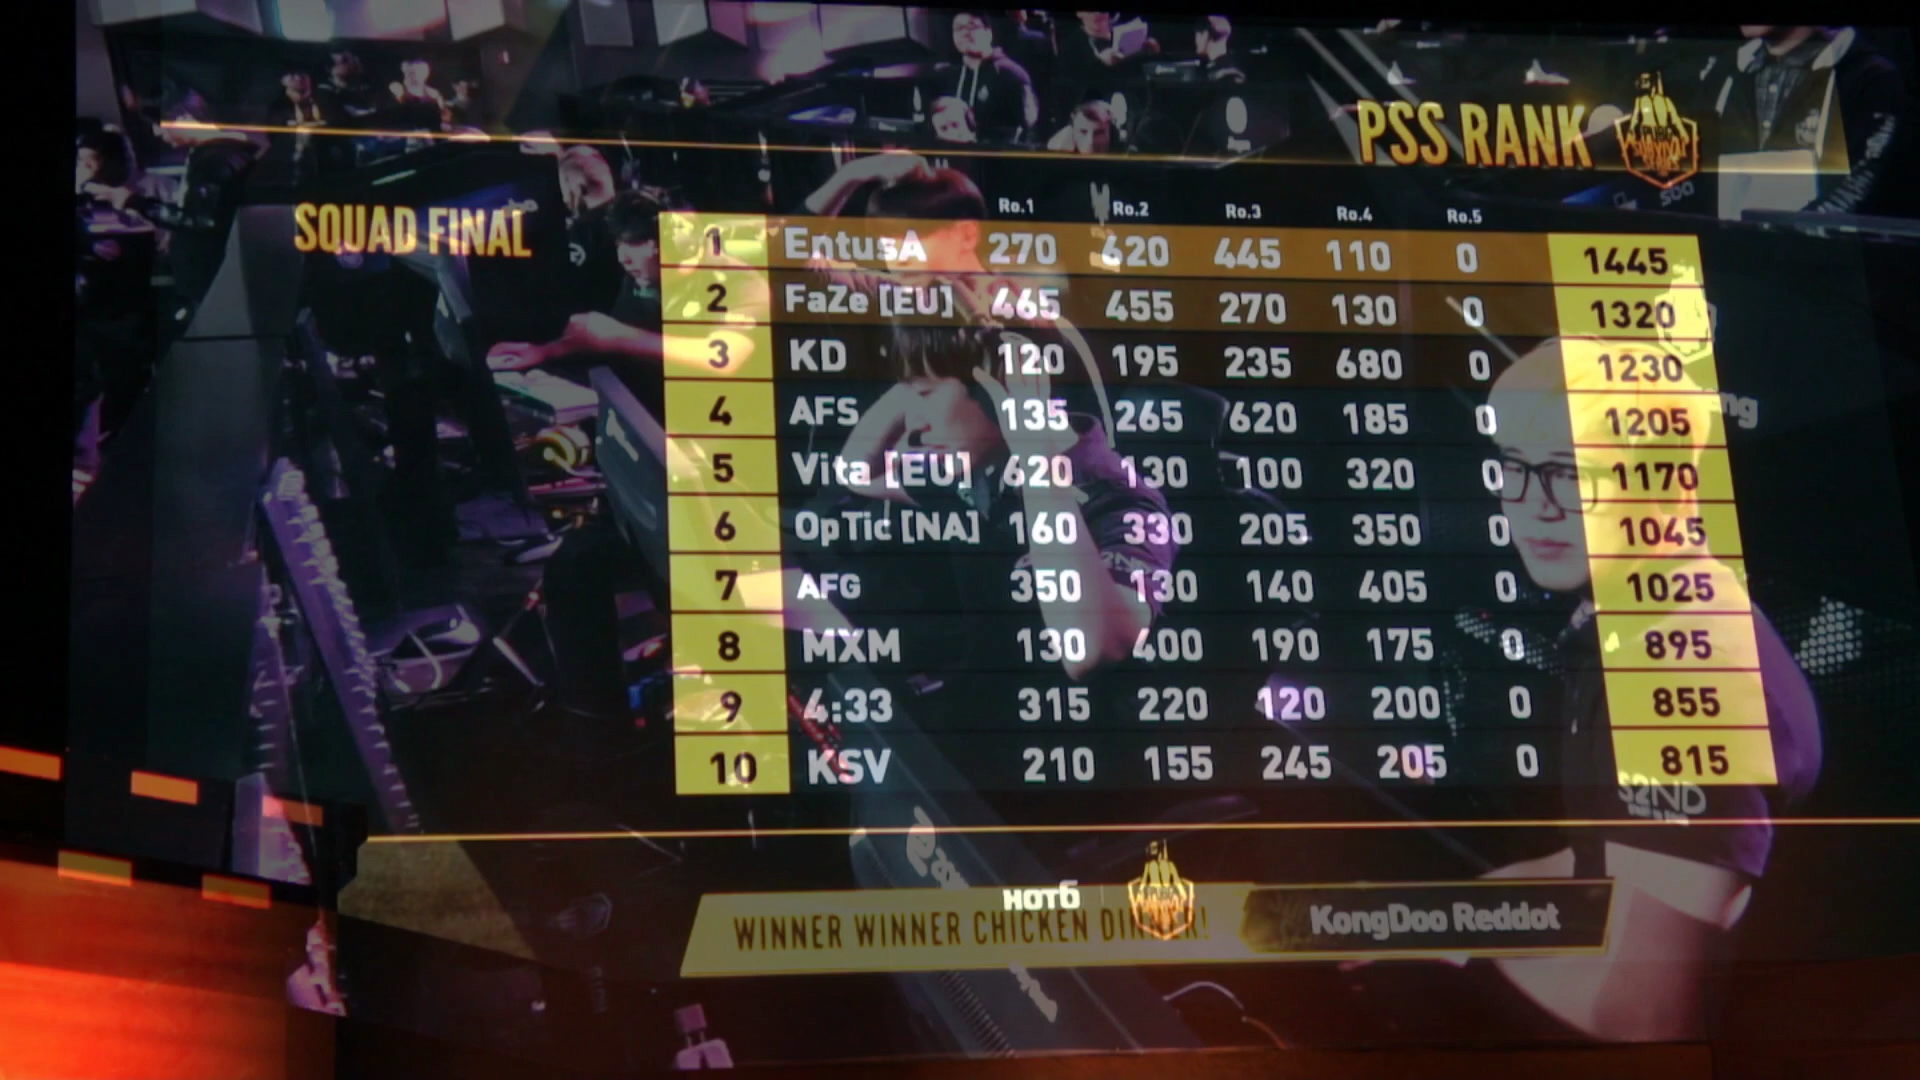 PSS RANK
SQUAD FINAL
Ro.1 Ro.2 Ro.3 Ro.4 Ro.5
1 EntusA 270 620 445 110 0 1445
2 FaZe [EU] 465 455 270 130 0 1320
3 KD 120 195 235 680 0 1230
4 AFS 135 265 620 185 0 1205
5 Vita [EU] 620 130 100 320 0 1170
6 OpTic [NA] 160 330 205 350 0 1045
7 AFG 350 130 140 405 0 1025
8 MXM 130 400 190 175 0 895
9 4:33 315 220 120 200 0 855
10 KSV 210 155 245 205 0 815
S2ND
HOT6
WINNER WINNER CHICKEN DINNER!
KongDoo Reddot